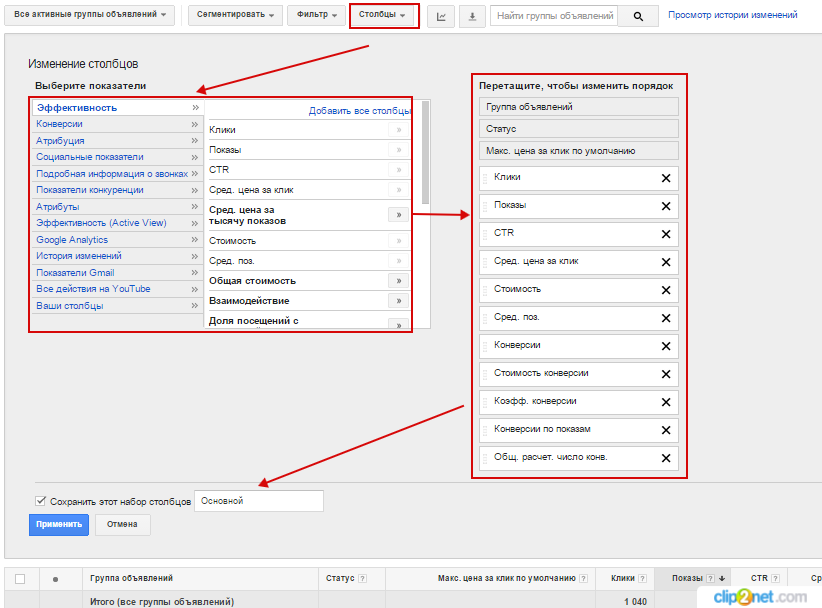 Все активные группы объявлений
Сегментировать
Фильтр
Столбцы
Найти группы объявлений
Просмотр истории изменений
Изменение столбцов
Выберите показатели
Эффективность »
Конверсии »
Атрибуция »
Социальные показатели »
Подробная информация о звонках »
Показатели конкуренции »
Атрибуты »
Эффективность (Active View) »
Google Analytics »
История изменений »
Показатели Gmail »
Все действия на YouTube »
Ваши столбцы »
Добавить все столбцы
Клики »
Показы »
CTR »
Сред. цена за клик »
Сред. цена за
тысячу показов »
Стоимость »
Сред. поз. »
Общая стоимость »
Взаимодействие »
Доля посещений с »
Перетащите, чтобы изменить порядок
Группа объявлений
Статус
Макс. цена за клик по умолчанию
Клики
Показы
CTR
Сред. цена за клик
Стоимость
Сред. поз.
Конверсии
Стоимость конверсии
Коэфф. конверсии
Конверсии по показам
Общ. расчет. число конв.
Сохранить этот набор столбцов
Основной
Применить
Отмена
Группа объявлений
Статус ?
Макс. цена за клик по умолчанию ?
Клики ?
Показы ?
CTR ?
Ср
Итого (все группы объявлений)
1 040
clip2net.com